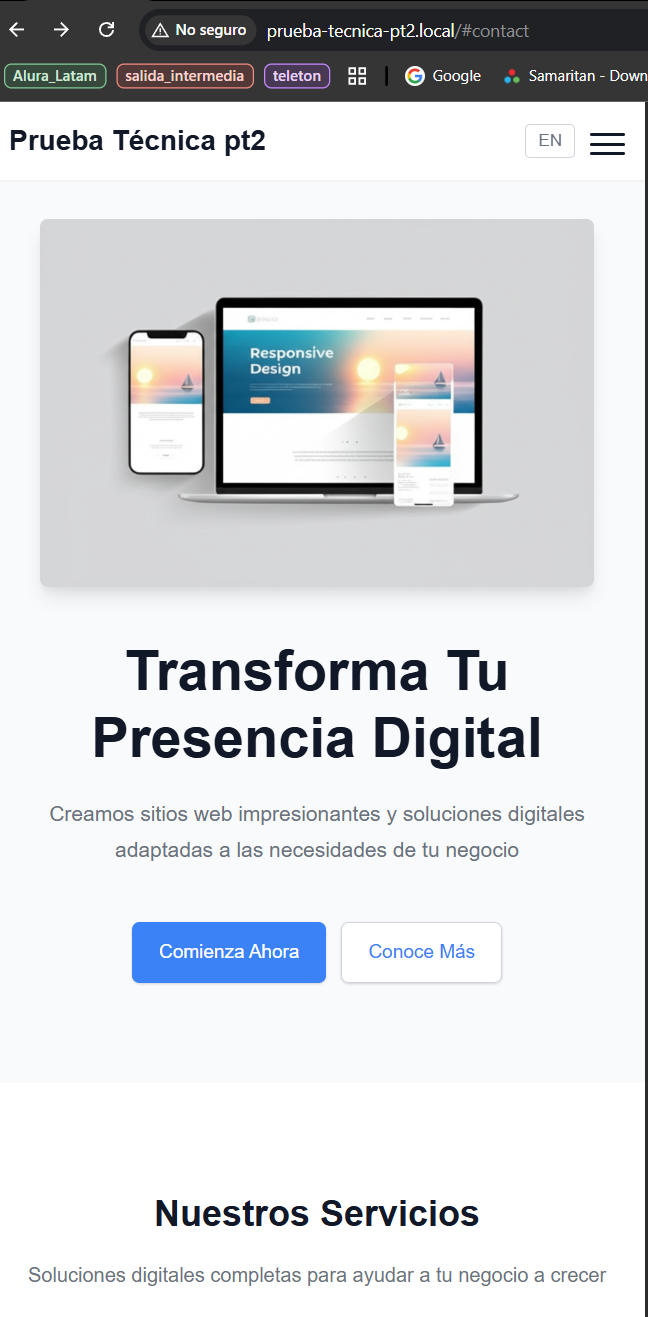 No seguro prueba-tecnica-pt2.local/#contact
Alura_Latam salida_intermedia teleton Google Samaritan - Down
Prueba Técnica pt2
EN
Responsive
Design
Transforma Tu
Presencia Digital
Creamos sitios web impresionantes y soluciones digitales
adaptadas a las necesidades de tu negocio
Comienza Ahora Conoce Más
Nuestros Servicios
Soluciones digitales completas para ayudar a tu negocio a crecer